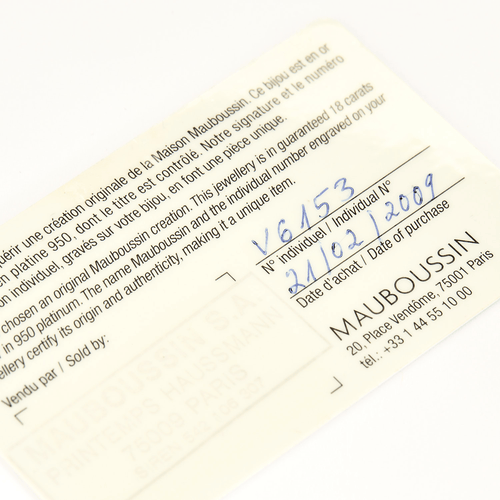 quérir une création originale de la Maison Mauboussin. Ce bijou est en or
en platine 950, dont le titre est contrôlé. Notre signature et le numéro
on individuel, gravés sur votre bijou en font une pièce unique.
chosen an original Mauboussin creation. This jewellery is in guaranteed 18 carats
r in 950 platinum. The name Mauboussin and the individual number engraved on your
ellery certify its origin and authenticity, making it a unique item.
Vendu par / Sold by:
MAUBOUSSIN
PRINTEMPS HAUSSMANN
75009 PARIS
V6153
N° individuel / Individual N°
21/02/2009
Date d'achat / Date of purchase
MAUBOUSSIN
20, Place Vendôme, 75001 Paris
tél.: +33 1 44 55 10 00